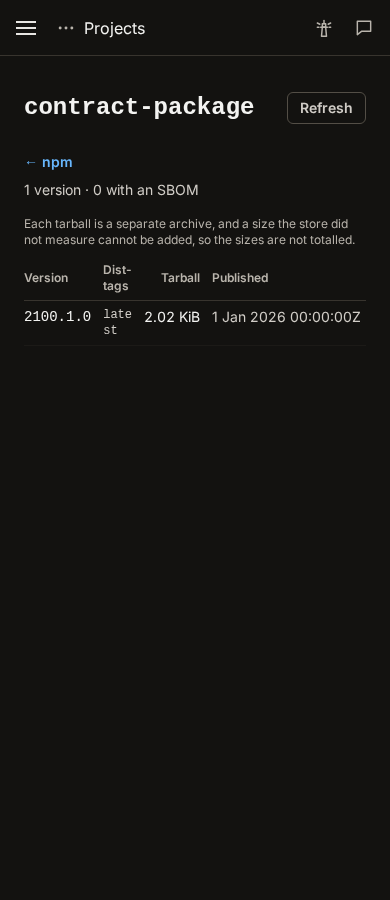 ··· Projects
contract-package
Refresh
← npm
1 version · 0 with an SBOM
Each tarball is a separate archive, and a size the store did
not measure cannot be added, so the sizes are not totalled.
Version Dist-tags Tarball Published
2100.1.0 latest 2.02 KiB 1 Jan 2026 00:00:00Z